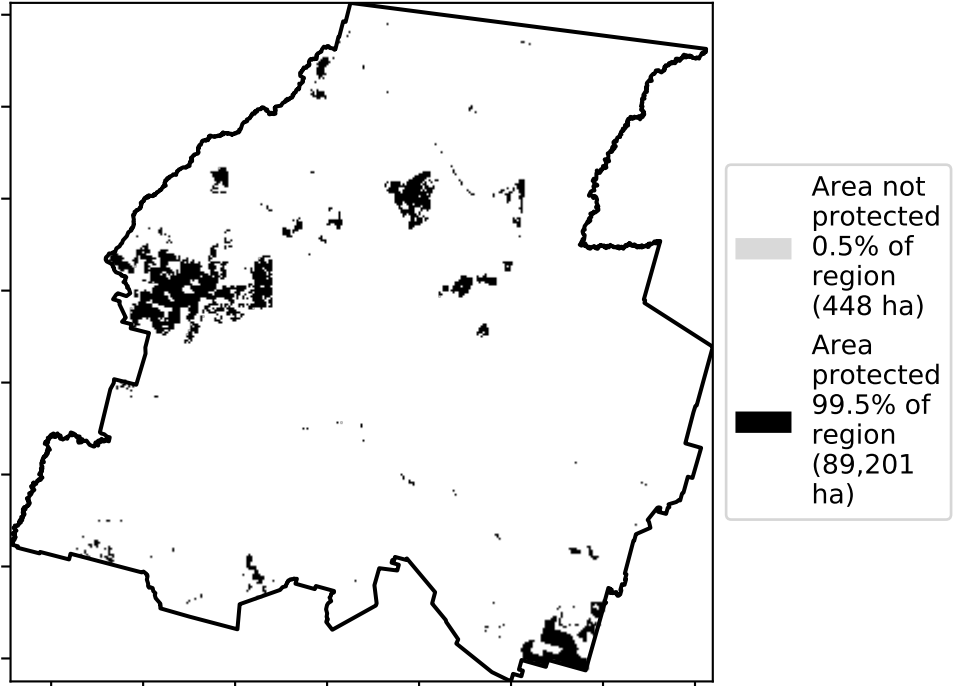 Area not
protected
0.5% of
region
(448 ha)
Area
protected
99.5% of
region
(89,201
ha)